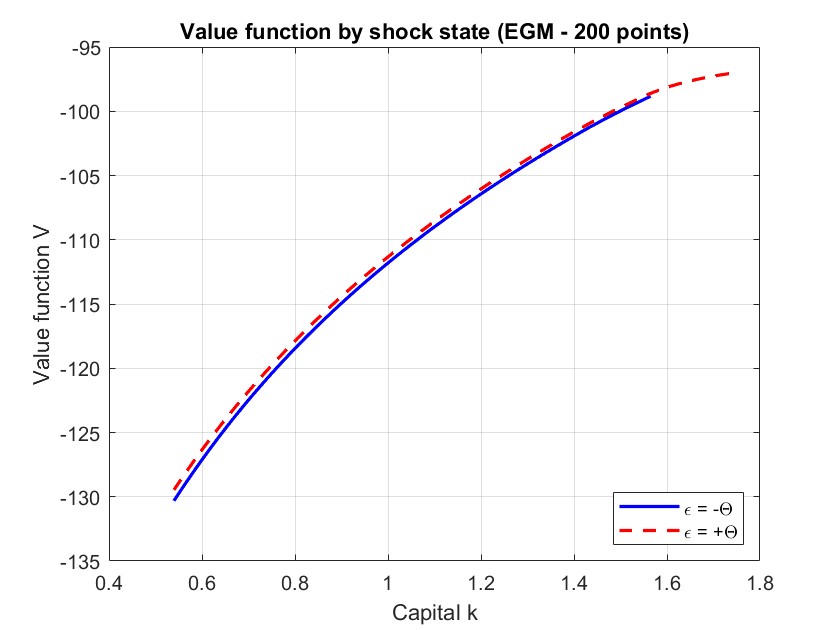 Value function by shock state (EGM - 200 points)
Value function V
-95
-100
-105
-110
-115
-120
-125
-130
-135
0.4 0.6 0.8 1 1.2 1.4 1.6 1.8
Capital k
ϵ = -Θ
ϵ = +Θ